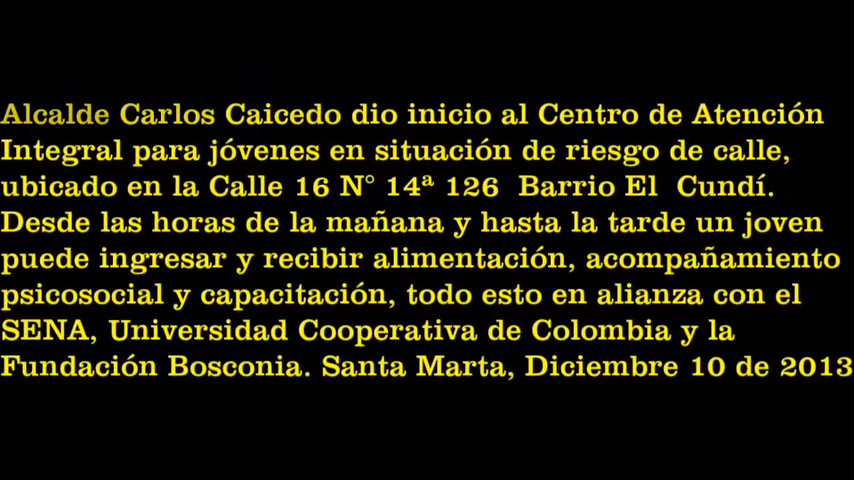 Alcalde Carlos Caicedo dio inicio al Centro de Atención
Integral para jóvenes en situación de riesgo de calle,
ubicado en la Calle 16 N° 14ª 126 Barrio El Cundí.
Desde las horas de la mañana y hasta la tarde un joven
puede ingresar y recibir alimentación, acompañamiento
psicosocial y capacitación, todo esto en alianza con el
SENA, Universidad Cooperativa de Colombia y la
Fundación Bosconia. Santa Marta, Diciembre 10 de 2013